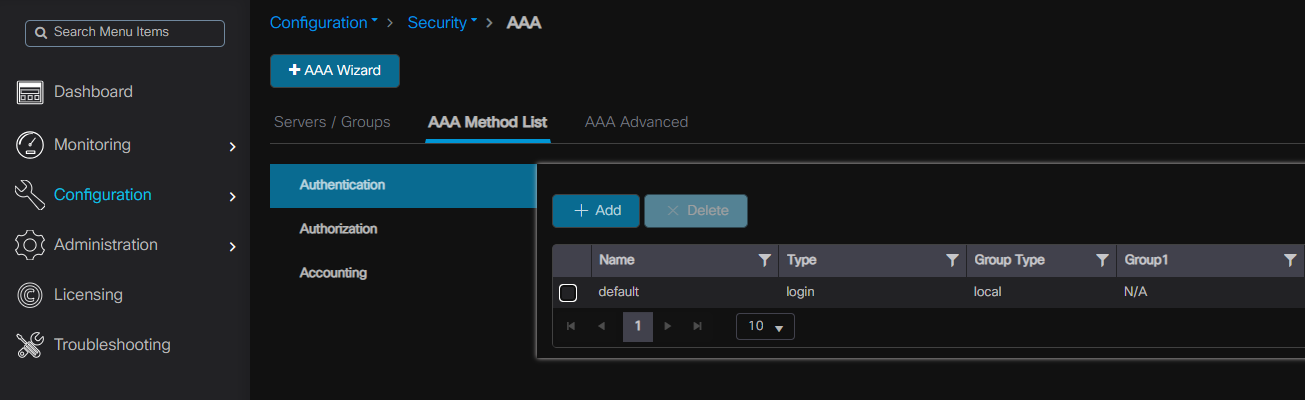 Search Menu Items
Dashboard
Monitoring
Configuration
Administration
Licensing
Troubleshooting
Configuration > Security > AAA
+ AAA Wizard
Servers / Groups AAA Method List AAA Advanced
Authentication
Authorization
Accounting
+ Add × Delete
Name Type Group Type Group1
default login local N/A
1 10